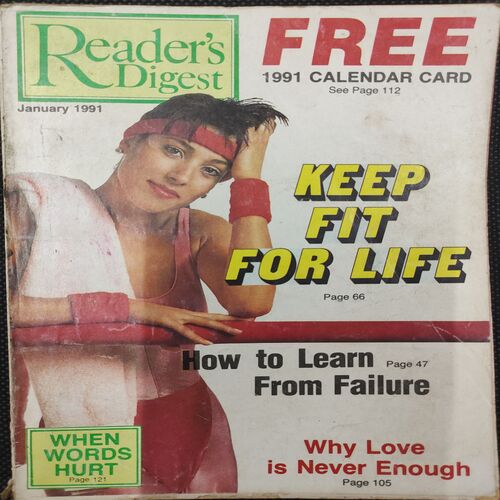 Reader's
Digest
January 1991
FREE
1991 CALENDAR CARD
See Page 112
KEEP
FIT
FOR LIFE
Page 66
How to Learn Page 47
From Failure
WHEN
WORDS
HURT
Page 121
Why Love
is Never Enough
Page 105